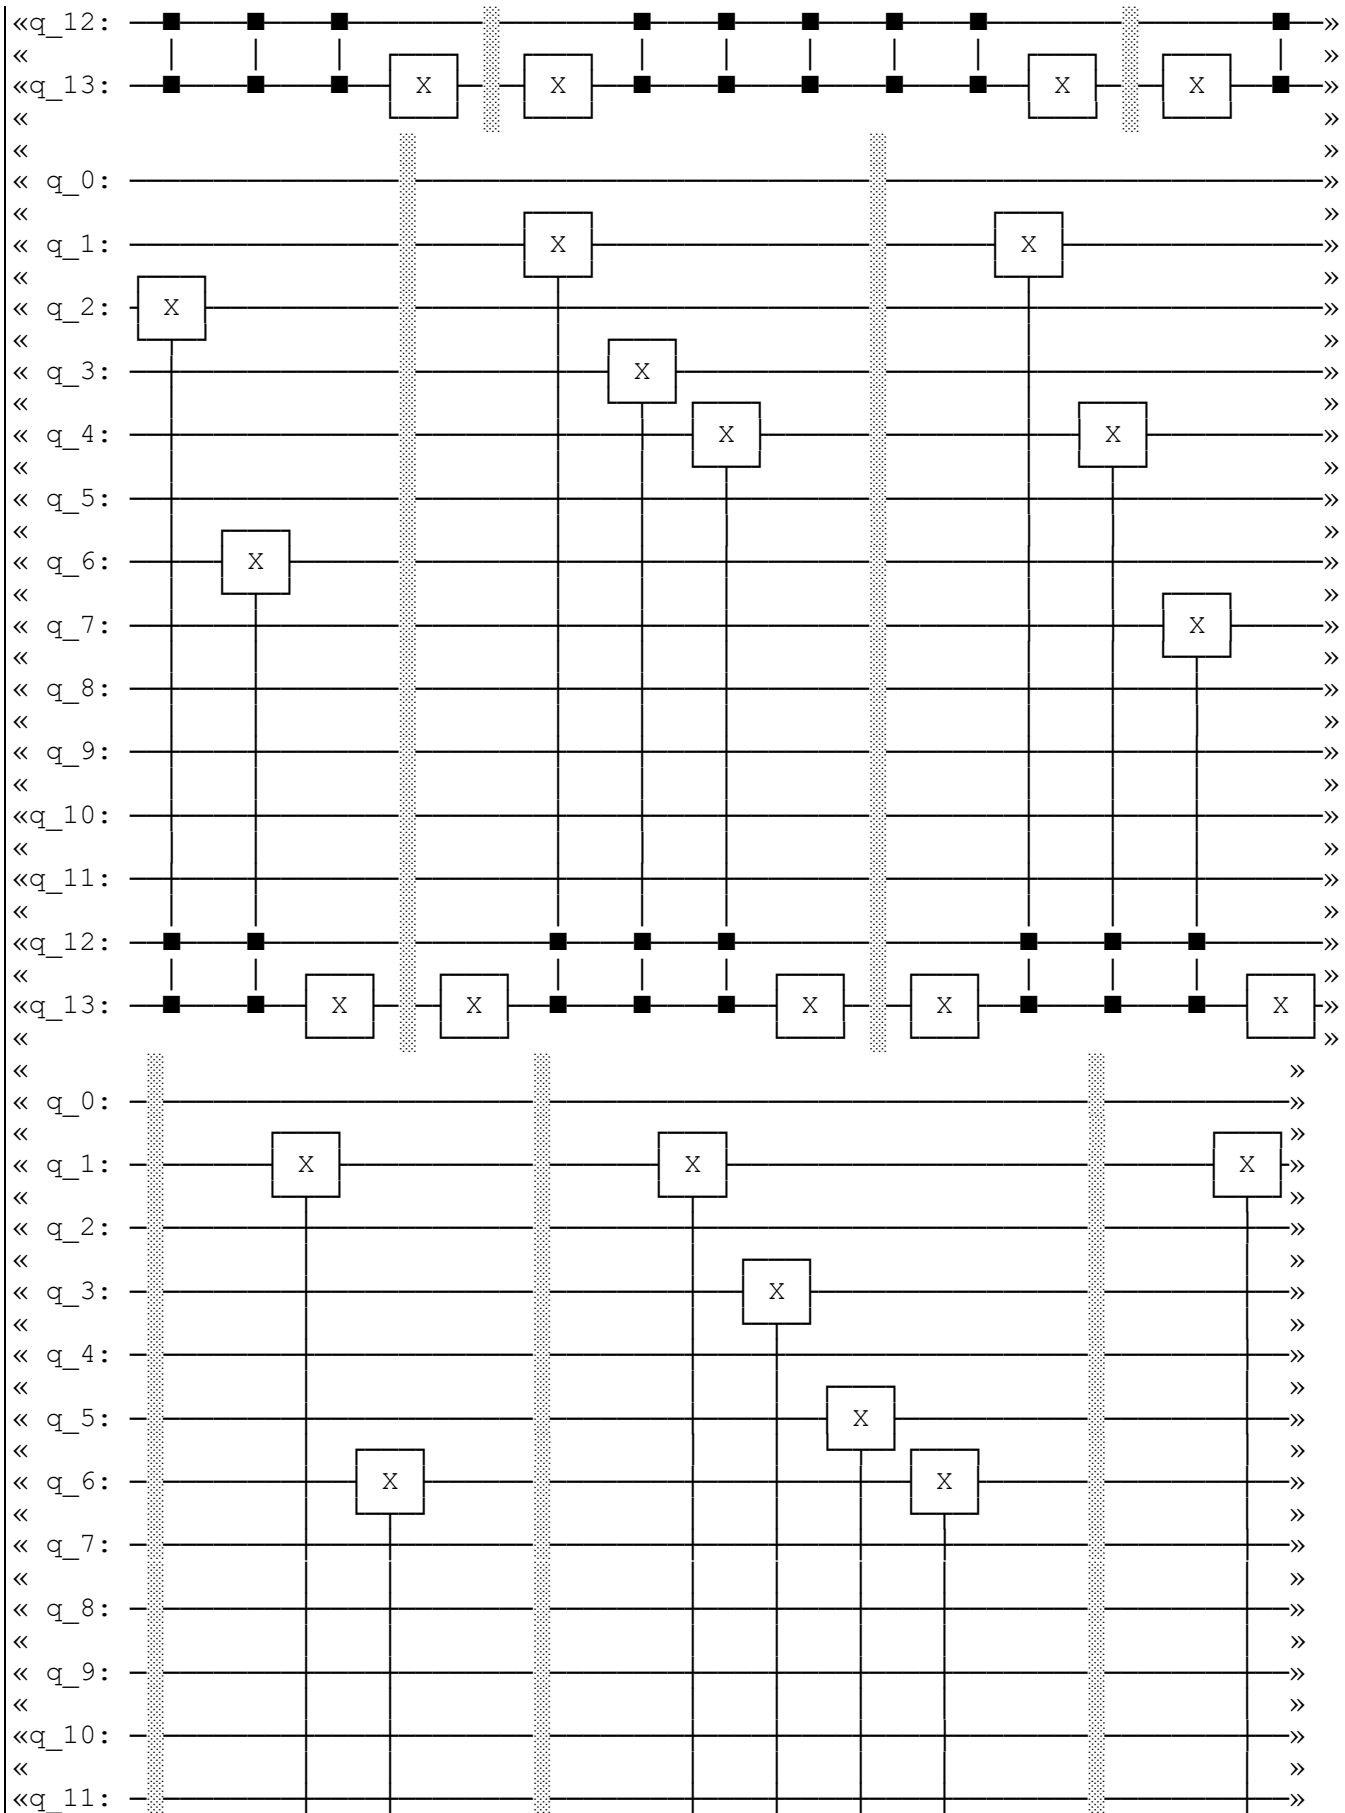 «q_12: »
« »
«q_13: X X X X »
« »
« »
« q_0: »
« »
« q_1: X X »
« »
« q_2: X »
« »
« q_3: X »
« »
« q_4: X X »
« »
« q_5: »
« »
« q_6: X »
« »
« q_7: X »
« »
« q_8: »
« »
« q_9: »
« »
«q_10: »
« »
«q_11: »
« »
«q_12: »
« »
«q_13: X X X X X »
« »
« »
« q_0: »
« »
« q_1: X X X »
« »
« q_2: »
« »
« q_3: X »
« »
« q_4: »
« »
« q_5: X »
« »
« q_6: X X »
« »
« q_7: »
« »
« q_8: »
« »
« q_9: »
« »
«q_10: »
« »
«q_11: »